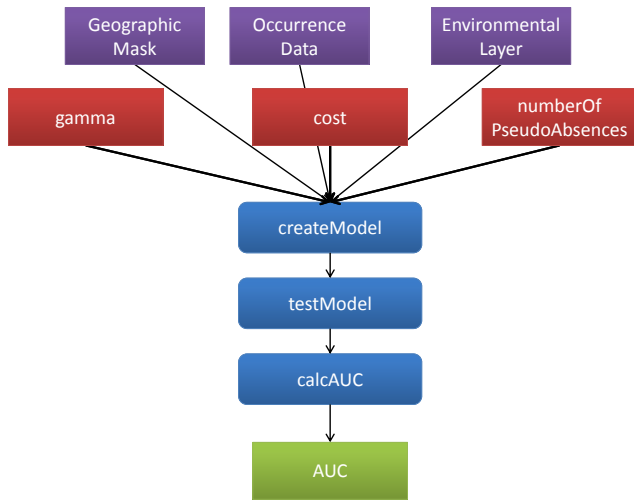 Geographic
Mask
Occurrence
Data
Environmental
Layer
gamma
cost
numberOf
PseudoAbsences
createModel
testModel
calcAUC
AUC